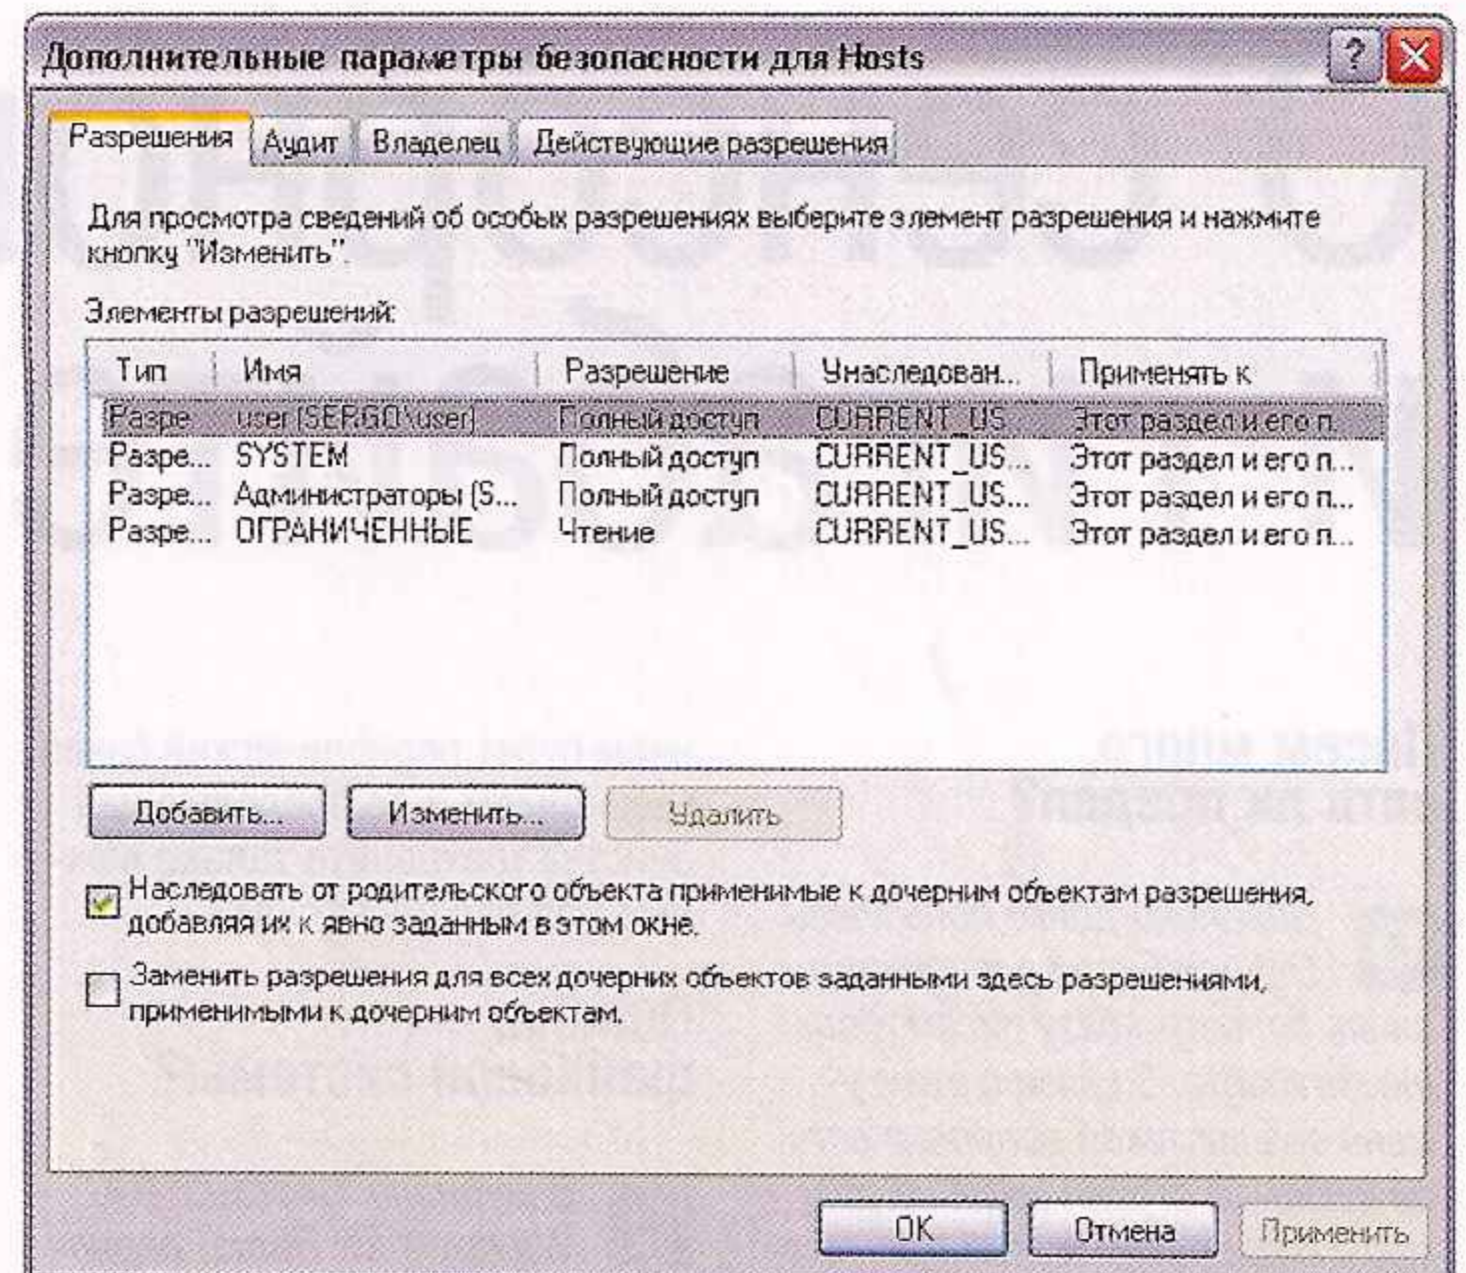 Дополнительные параметры безопасности для Hosts
Разрешения Аудит Владелец Действующие разрешения
Для просмотра сведений об особых разрешениях выберите элемент разрешения и нажмите
кнопку "Изменить".
Элементы разрешений:
Тип Имя Разрешение Унаследован... Применять к
Разре... user (SERGO\user) Полный доступ CURRENT_US... Этот раздел и его п...
Разре... SYSTEM Полный доступ CURRENT_US... Этот раздел и его п...
Разре... Администраторы (S... Полный доступ CURRENT_US... Этот раздел и его п...
Разре... ОГРАНИЧЕННЫЕ Чтение CURRENT_US... Этот раздел и его п...
Добавить... Изменить... Удалить
Наследовать от родительского объекта применимые к дочерним объектам разрешения,
добавляя их к явно заданным в этом окне.
Заменить разрешения для всех дочерних объектов заданными здесь разрешениями,
применимыми к дочерним объектам.
OK Отмена Применить